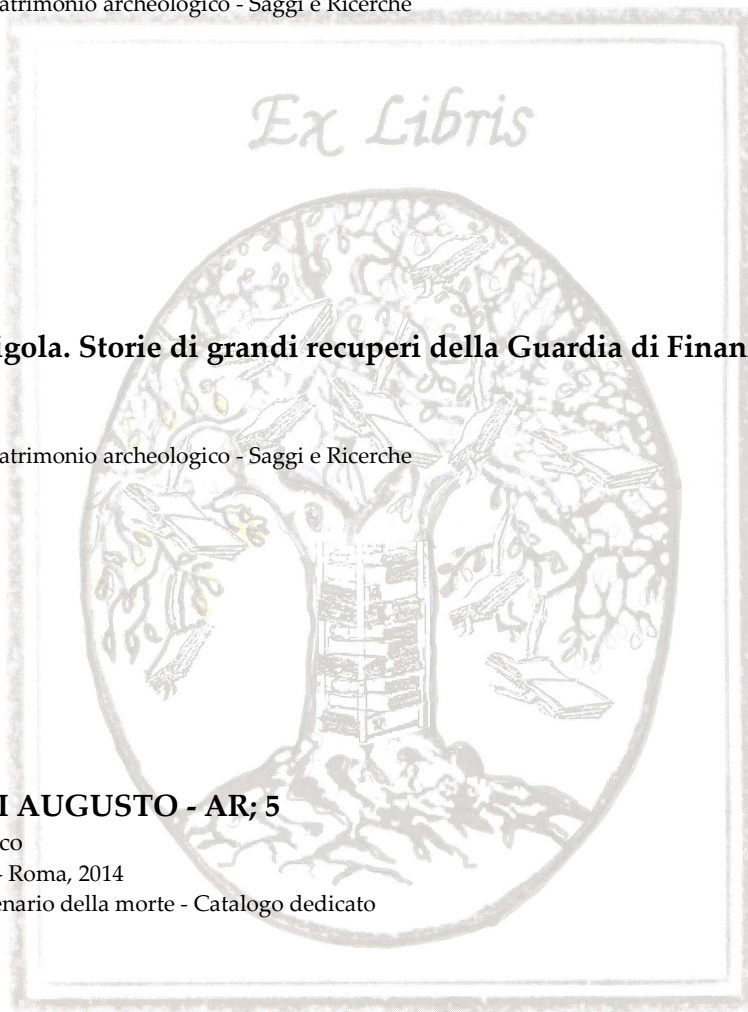 atrimonio archeologico - Saggi e Ricerche
Ex Libris
igola. Storie di grandi recuperi della Guardia di Finan
atrimonio archeologico - Saggi e Ricerche
I AUGUSTO - AR; 5
co
- Roma, 2014
enario della morte - Catalogo dedicato